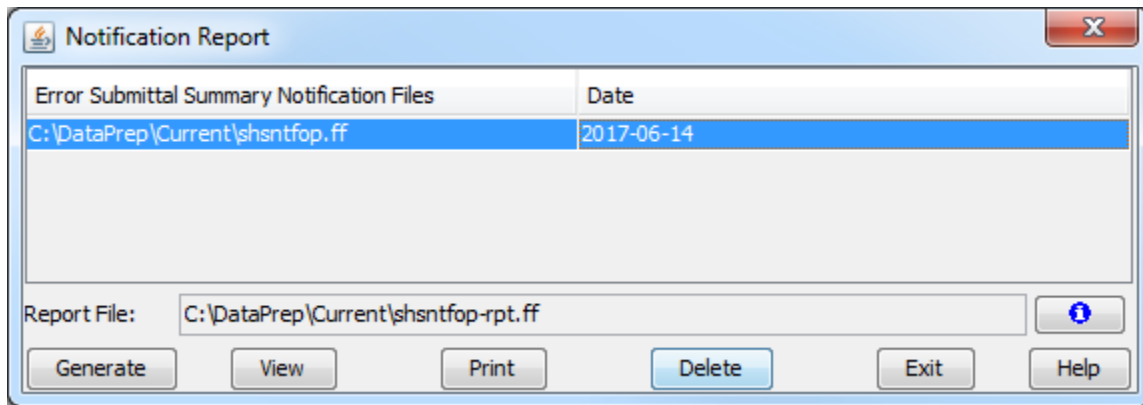 Notification Report
Error Submittal Summary Notification Files Date
C:\DataPrep\Current\shsntfop.ff 2017-06-14
Report File: C:\DataPrep\Current\shsntfop-rpt.ff
Generate View Print Delete Exit Help